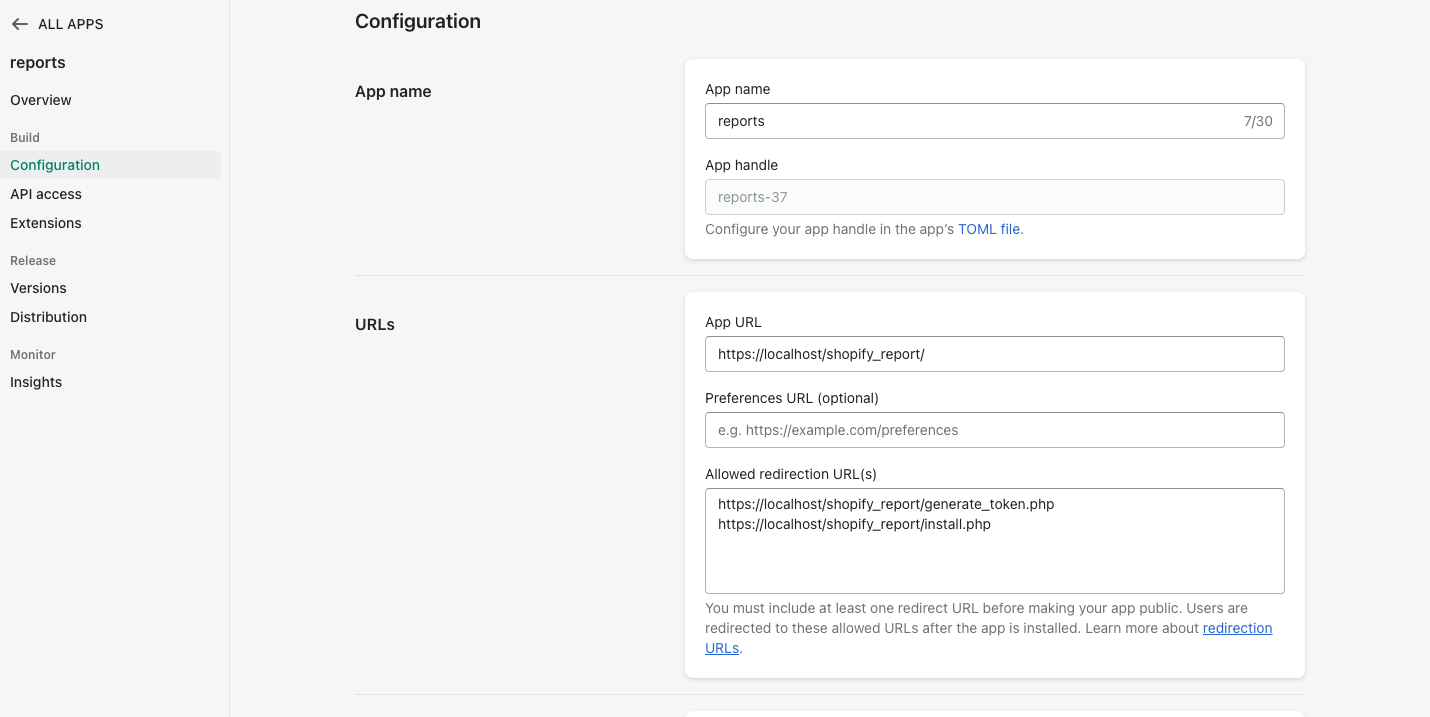 ALL APPS
reports
Overview
Build
Configuration
API access
Extensions
Release
Versions
Distribution
Monitor
Insights
Configuration
App name
App name
reports 7/30
App handle
reports-37
Configure your app handle in the app’s TOML file.
URLs
App URL
https://localhost/shopify_report/
Preferences URL (optional)
e.g. https://example.com/preferences
Allowed redirection URL(s)
https://localhost/shopify_report/generate_token.php
https://localhost/shopify_report/install.php
You must include at least one redirect URL before making your app public. Users are
redirected to these allowed URLs after the app is installed. Learn more about redirection
URLs.